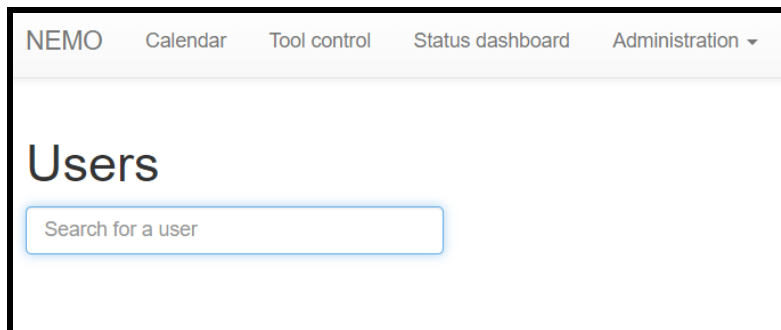 NEMO Calendar Tool control Status dashboard Administration
Users
Search for a user